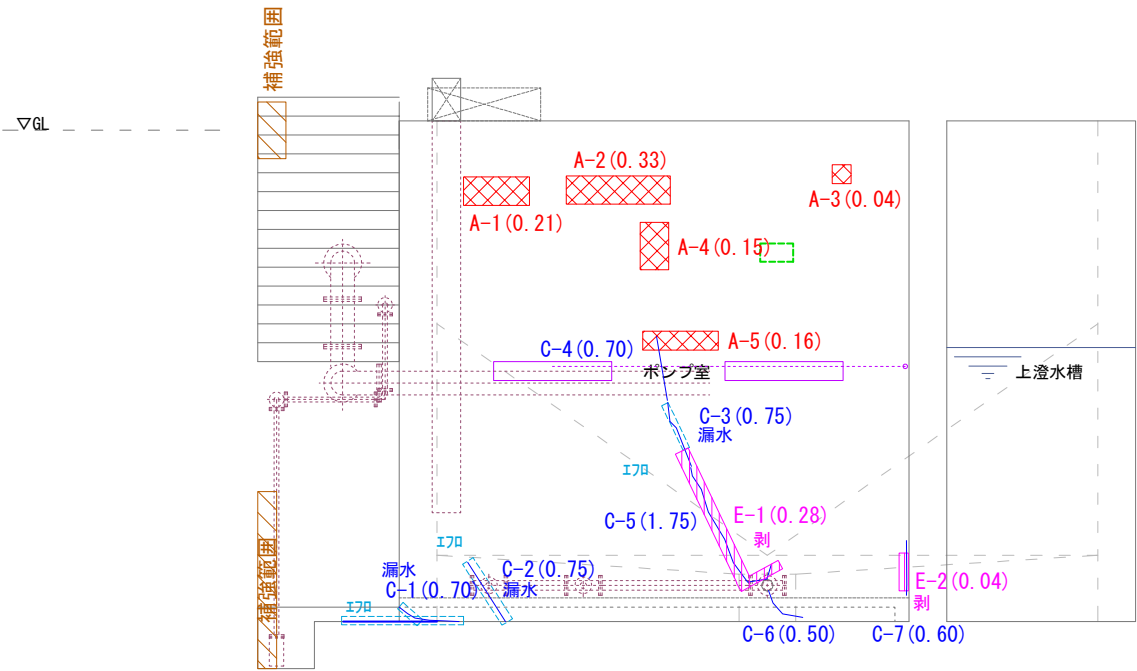 補強範囲
▽GL
A-2(0.33)
A-1(0.21)
A-3(0.04)
A-4(0.15)
A-5(0.16)
C-4(0.70)
ポンプ室
上澄水槽
C-3(0.75)
漏水
ｴﾌﾛ
C-5(1.75)
E-1(0.28)
剥
ｴﾌﾛ
補強範囲
漏水
C-1(0.70)
ｴﾌﾛ
C-2(0.75)
漏水
E-2(0.04)
剥
C-6(0.50)
C-7(0.60)